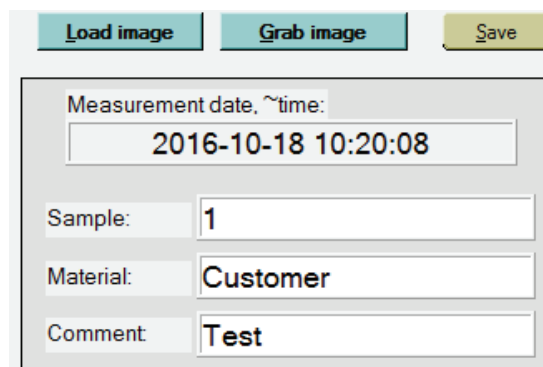 Load image Grab image Save
Measurement date, ~time:
2016-10-18 10:20:08
Sample: 1
Material: Customer
Comment: Test